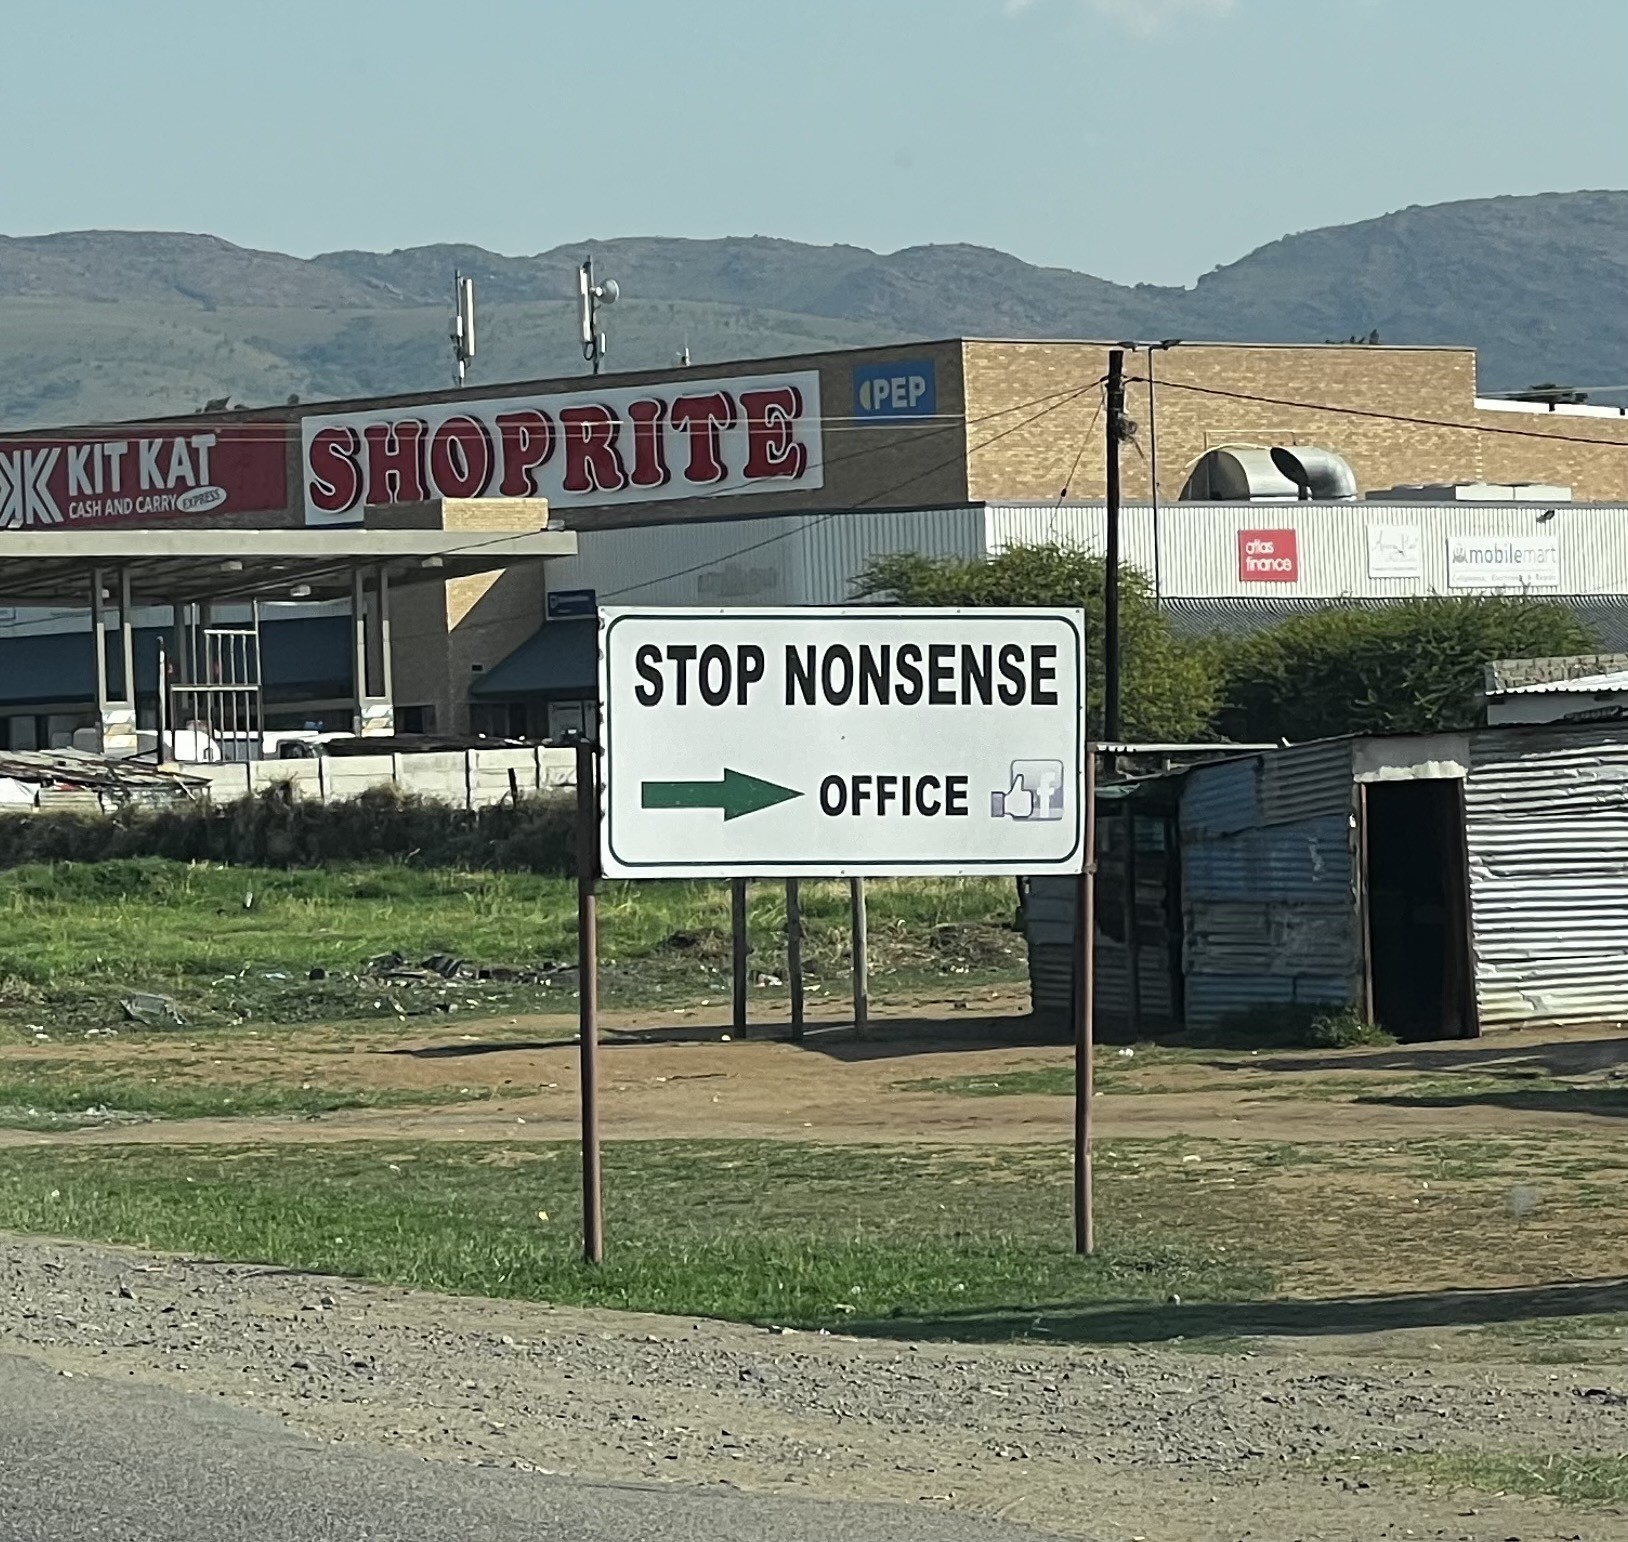 KIT KAT
CASH AND CARRY EXPRESS
SHOPRITE
PEP
atlas
finance
mobilemart
STOP NONSENSE
OFFICE
f